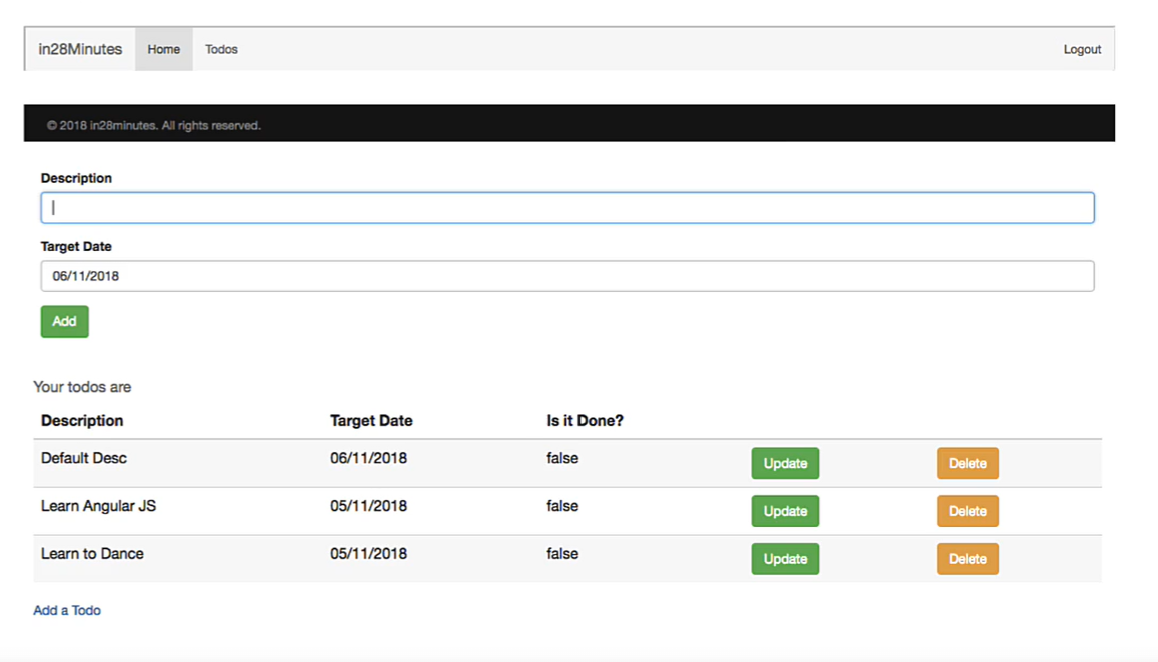 in28Minutes Home Todos Logout
© 2018 in28minutes. All rights reserved.
Description
Target Date
06/11/2018
Add
Your todos are
Description Target Date Is it Done?
Default Desc 06/11/2018 false Update Delete
Learn Angular JS 05/11/2018 false Update Delete
Learn to Dance 05/11/2018 false Update Delete
Add a Todo